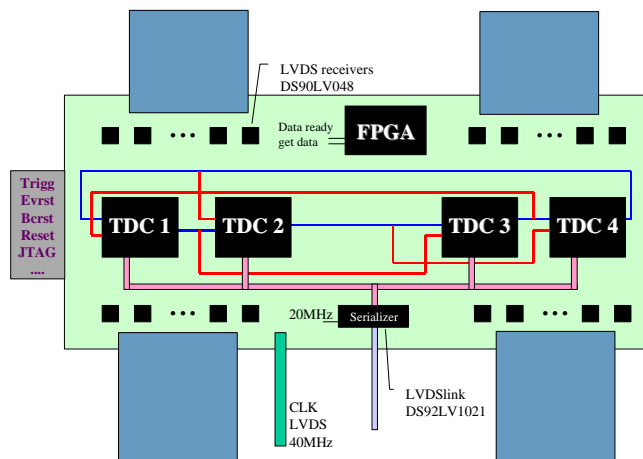 LVDS receivers
DS90LV048
Data ready
get data
FPGA
Trigg
Evrst
Bcrst
Reset
JTAG
....
TDC 1
TDC 2
TDC 3
TDC 4
20MHz
Serializer
CLK
LVDS
40MHz
LVDSlink
DS92LV1021